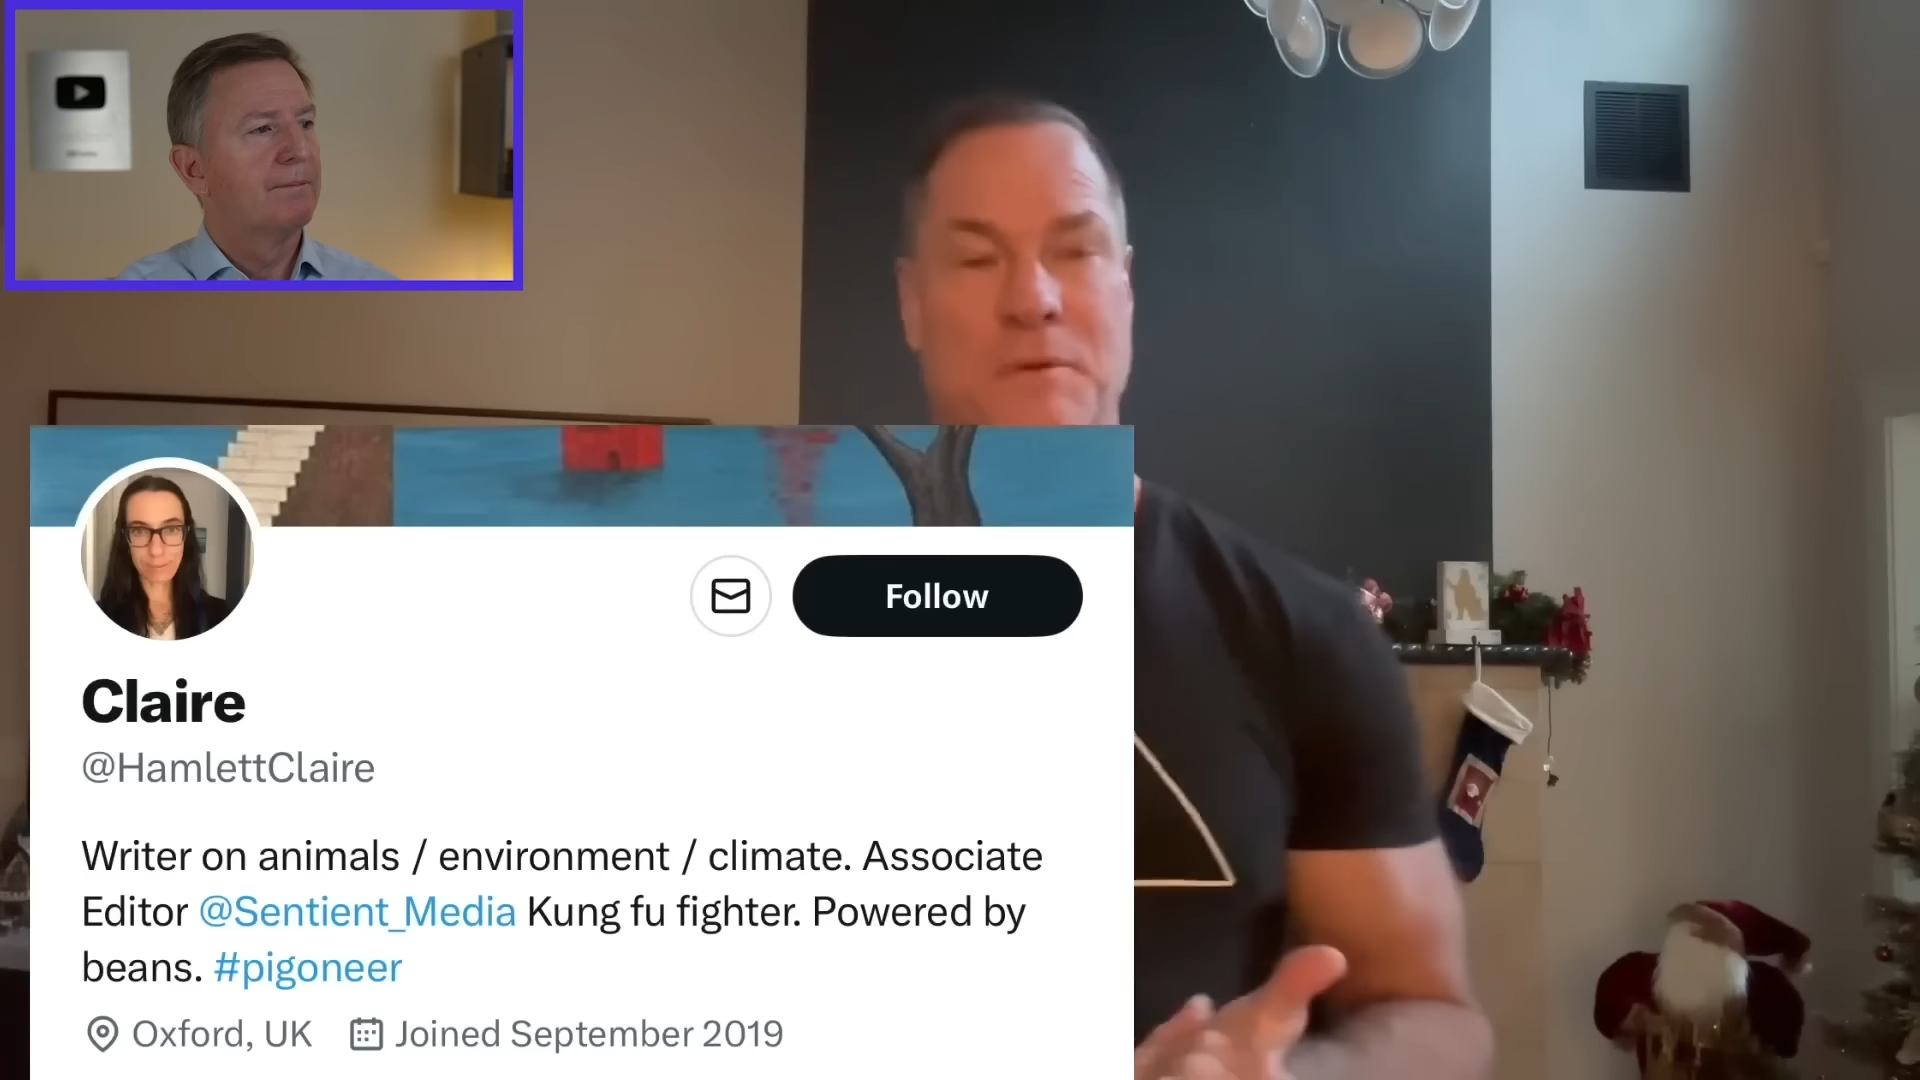 Follow
Claire
@HamlettClaire
Writer on animals / environment / climate. Associate
Editor @Sentient_Media Kung fu fighter. Powered by
beans. #pigoneer
Oxford, UK Joined September 2019